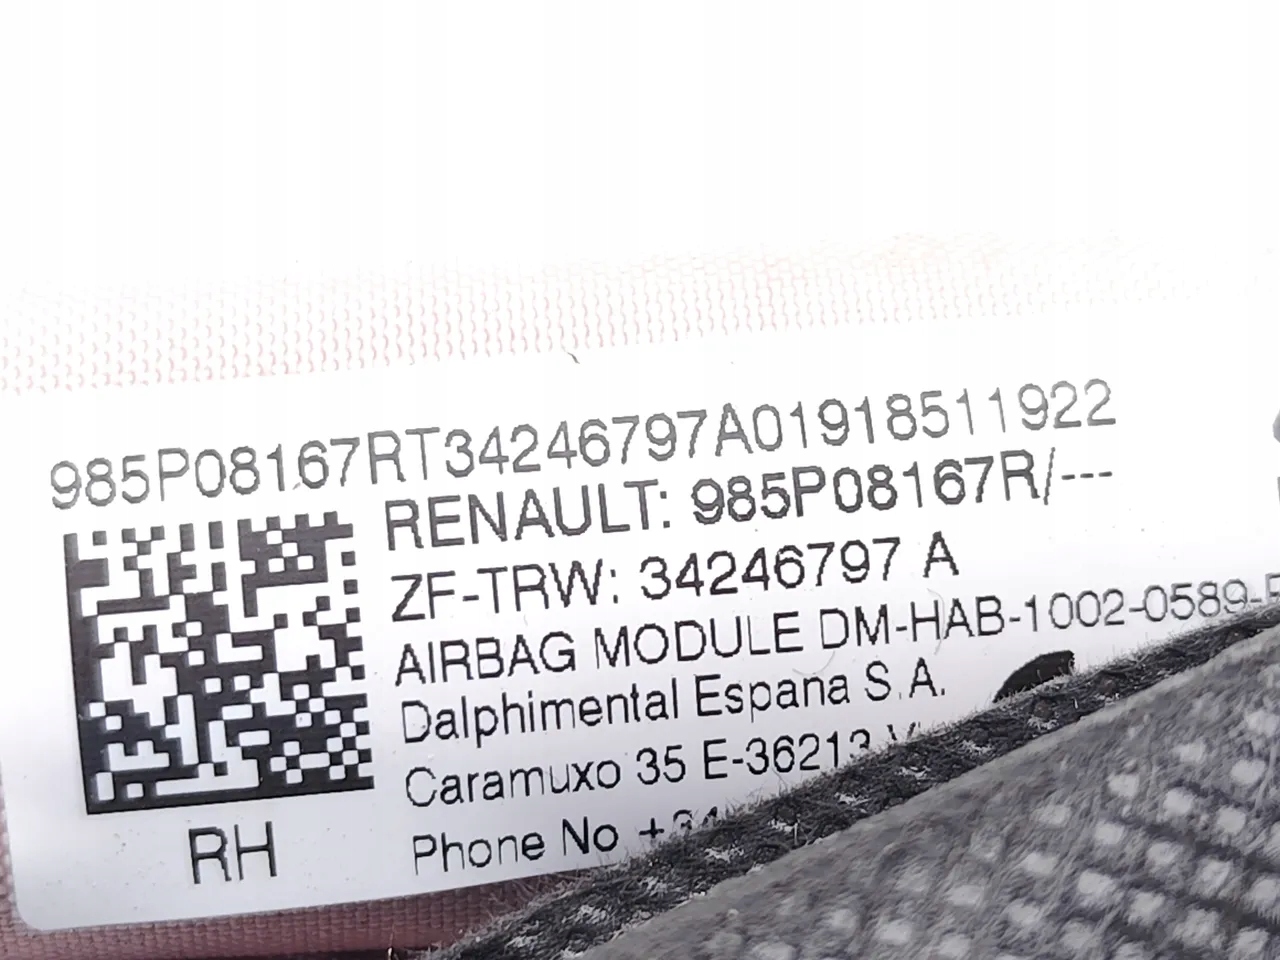 985P08167RT34246797A01918511922
RENAULT: 985P08167R/---
ZF-TRW: 34246797 A
AIRBAG MODULE DM-HAB-1002-0589-
Dalphimental Espana S.A.
Caramuxo 35 E-36213
Phone No +34
RH